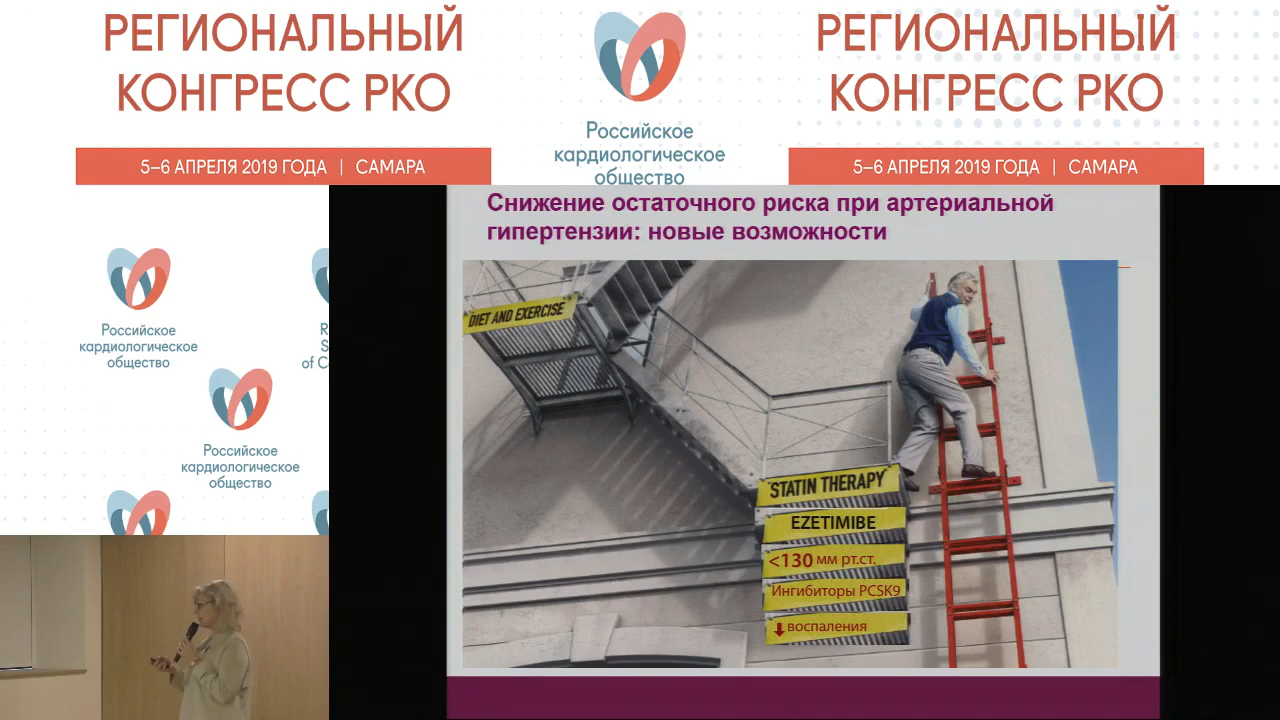 РЕГИОНАЛЬНЫЙ
КОНГРЕСС РКО
5–6 АПРЕЛЯ 2019 ГОДА | САМАРА
Российское
кардиологическое
общество
РЕГИОНАЛЬНЫЙ
КОНГРЕСС РКО
5–6 АПРЕЛЯ 2019 ГОДА | САМАРА
Российское
кардиологическое
общество
R
S
of C
Российское
кардиологическое
общество
Снижение остаточного риска при артериальной
гипертензии: новые возможности
DIET AND EXERCISE
STATIN THERAPY
EZETIMIBE
<130 мм рт.ст.
Ингибиторы PCSK9
воспаления